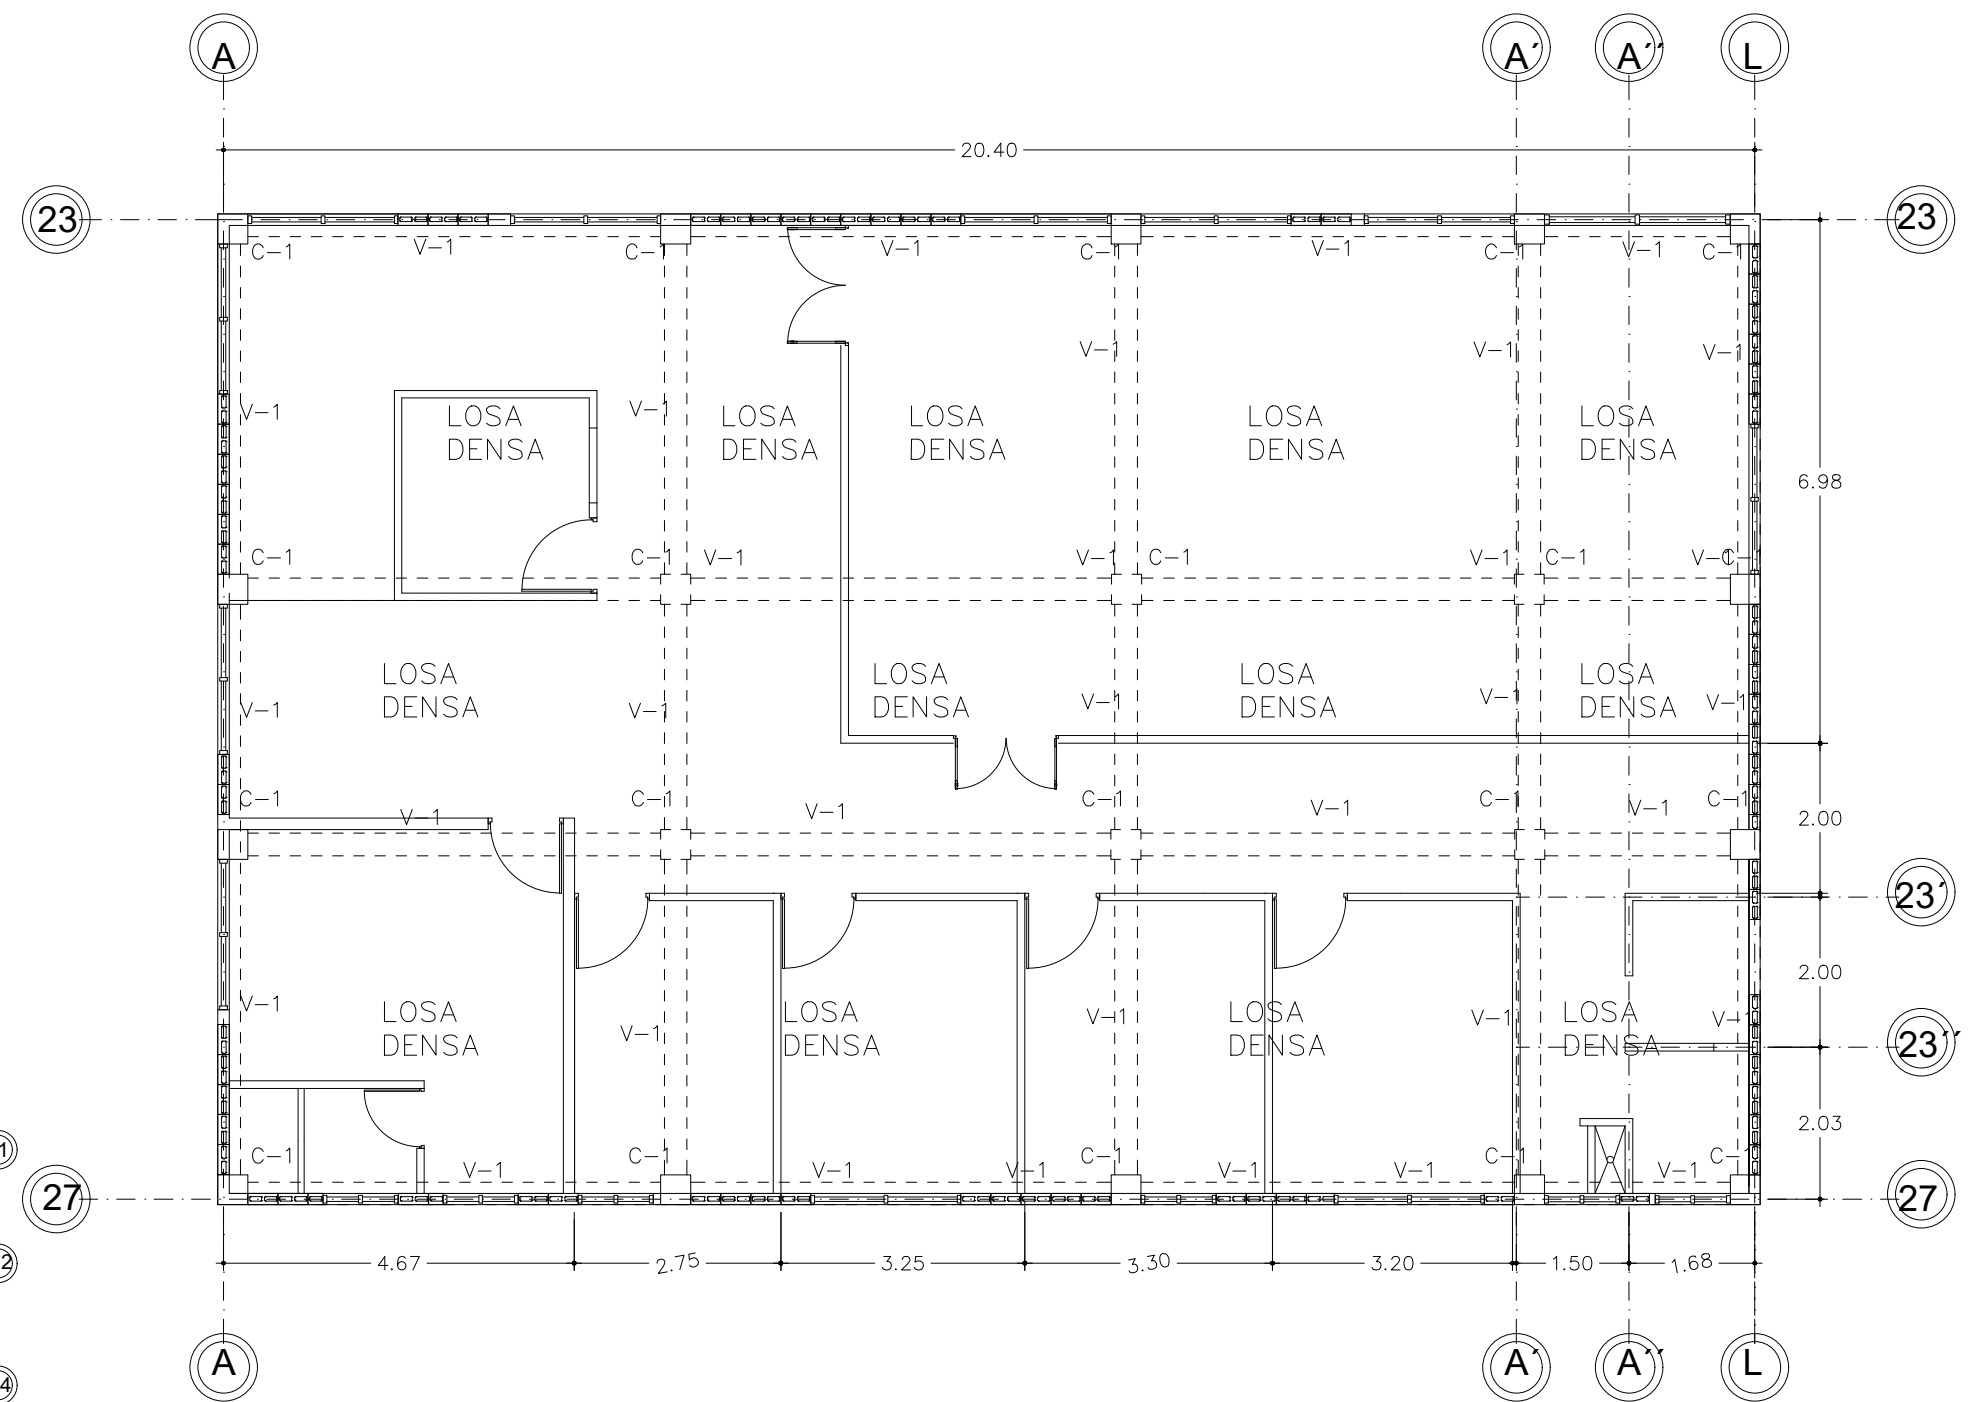 A A´ A´´ L
20.40
23 23
C-1 V-1 C-1 V-1 C-1 V-1 C-1 V-1 C-1
V-1 V-1 V-1
V-1 V-1
LOSA LOSA LOSA LOSA LOSA
DENSA DENSA DENSA DENSA DENSA
6.98
C-1 C-1 V-1 V-1 C-1 V-1 C-1 V-1 C-1
LOSA LOSA LOSA LOSA
DENSA DENSA DENSA DENSA
V-1 V-1 V-1 V-1 V-1
C-1 C-1 C-1 C-1 C-1
V-1 V-1 V-1 V-1
2.00
23´
2.00
V-1 V-1 V-1 V-1 V-1
LOSA LOSA LOSA LOSA
DENSA DENSA DENSA DENSA
23´´
2.03
1
C-1 C-1 C-1 C-1 C-1
V-1 V-1 V-1 V-1 V-1 V-1
27 27
2
4.67 2.75 3.25 3.30 3.20 1.50 1.68
A A´ A´´ L
4